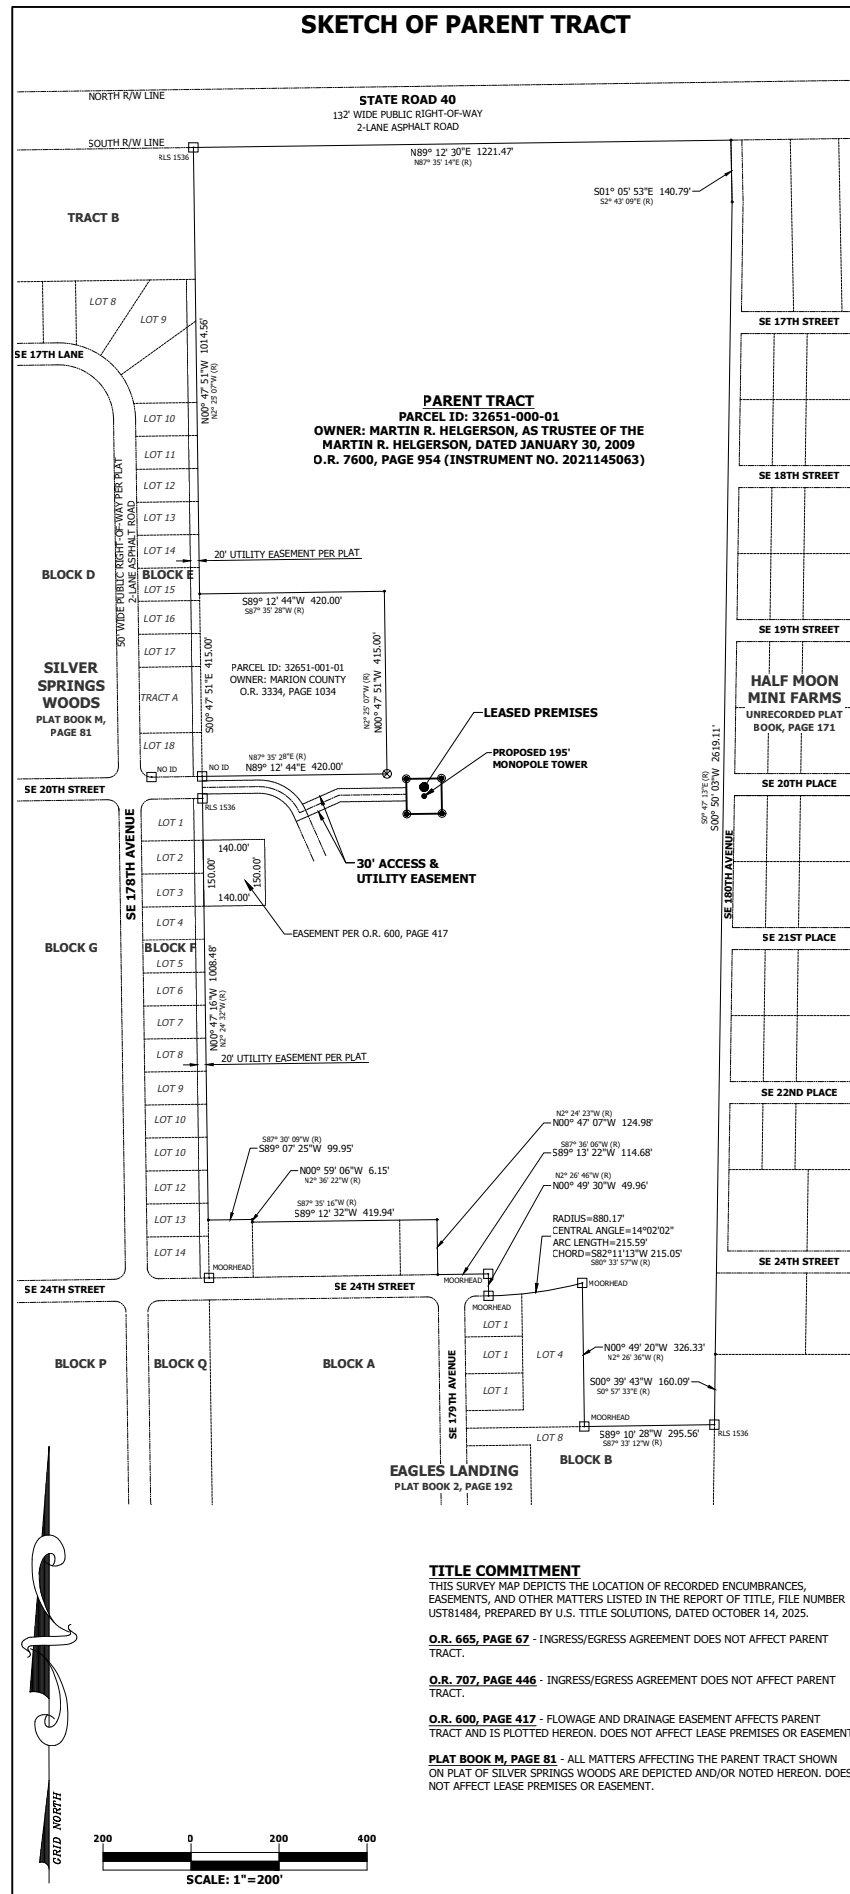 SKETCH OF PARENT TRACT
NORTH R/W LINE
STATE ROAD 40
132' WIDE PUBLIC RIGHT-OF-WAY
2-LANE ASPHALT ROAD
SOUTH R/W LINE
RLS 1536
N89° 12' 30"E 1221.47'
N87° 35' 14"E (R)
S01° 05' 53"E 140.79'
S2° 43' 09"E (R)
TRACT B
LOT 8
LOT 9
SE 17TH LANE
SE 17TH STREET
N00° 47' 51"W 1014.56'
N2° 25' 07"W (R)
PARENT TRACT
PARCEL ID: 32651-000-01
OWNER: MARTIN R. HELGERSON, AS TRUSTEE OF THE
MARTIN R. HELGERSON, DATED JANUARY 30, 2009
O.R. 7600, PAGE 954 (INSTRUMENT NO. 2021145063)
LOT 10
LOT 11
LOT 12
LOT 13
LOT 14
LOT 15
LOT 16
LOT 17
TRACT A
LOT 18
50' WIDE PUBLIC RIGHT-OF-WAY PER PLAT
2-LANE ASPHALT ROAD
SE 18TH STREET
20' UTILITY EASEMENT PER PLAT
BLOCK D
BLOCK E
S89° 12' 44"W 420.00'
S87° 35' 28"W (R)
SE 19TH STREET
SILVER
SPRINGS
WOODS
PLAT BOOK M,
PAGE 81
S00° 47' 51"E 415.00'
PARCEL ID: 32651-001-01
OWNER: MARION COUNTY
O.R. 3334, PAGE 1034
N2° 25' 07"W (R)
N00° 47' 51"W 415.00'
HALF MOON
MINI FARMS
UNRECORDED PLAT
BOOK, PAGE 171
LEASED PREMISES
PROPOSED 195'
MONOPOLE TOWER
N87° 35' 28"E (R)
N89° 12' 44"E 420.00'
NO ID
NO ID
SE 20TH STREET
RLS 1536
SE 20TH PLACE
S0° 47' 13"E (R)
S00° 50' 03"W 2619.11'
SE 178TH AVENUE
SE 180TH AVENUE
LOT 1
LOT 2
LOT 3
LOT 4
LOT 5
LOT 6
LOT 7
LOT 8
LOT 9
LOT 10
LOT 10
LOT 12
LOT 13
LOT 14
140.00'
150.00'
150.00'
140.00'
30' ACCESS &
UTILITY EASEMENT
EASEMENT PER O.R. 600, PAGE 417
BLOCK G
BLOCK F
SE 21ST PLACE
N00° 47' 16"W 1008.48'
N2° 24' 32"W (R)
20' UTILITY EASEMENT PER PLAT
SE 22ND PLACE
N2° 24' 23"W (R)
N00° 47' 07"W 124.98'
S87° 36' 06"W (R)
S89° 13' 22"W 114.68'
N2° 26' 46"W (R)
N00° 49' 30"W 49.96'
S87° 30' 09"W (R)
S89° 07' 25"W 99.95'
N00° 59' 06"W 6.15'
N2° 36' 22"W (R)
S87° 35' 16"W (R)
S89° 12' 32"W 419.94'
RADIUS=880.17'
CENTRAL ANGLE=14°02'02"
ARC LENGTH=215.59'
CHORD=S82°11'13"W 215.05'
S80° 33' 57"W (R)
MOORHEAD
MOORHEAD
MOORHEAD
MOORHEAD
SE 24TH STREET
SE 24TH STREET
SE 24TH STREET
BLOCK P
BLOCK Q
BLOCK A
SE 179TH AVENUE
LOT 1
LOT 1
LOT 1
LOT 4
N00° 49' 20"W 326.33'
N2° 26' 36"W (R)
S00° 39' 43"W 160.09'
S0° 57' 33"E (R)
MOORHEAD
RLS 1536
LOT 8
S89° 10' 28"W 295.56'
S87° 33' 12"W (R)
BLOCK B
EAGLES LANDING
PLAT BOOK 2, PAGE 192
TITLE COMMITMENT
THIS SURVEY MAP DEPICTS THE LOCATION OF RECORDED ENCUMBRANCES,
EASEMENTS, AND OTHER MATTERS LISTED IN THE REPORT OF TITLE, FILE NUMBER
UST81484, PREPARED BY U.S. TITLE SOLUTIONS, DATED OCTOBER 14, 2025.
O.R. 665, PAGE 67 - INGRESS/EGRESS AGREEMENT DOES NOT AFFECT PARENT
TRACT.
O.R. 707, PAGE 446 - INGRESS/EGRESS AGREEMENT DOES NOT AFFECT PARENT
TRACT.
O.R. 600, PAGE 417 - FLOWAGE AND DRAINAGE EASEMENT AFFECTS PARENT
TRACT AND IS PLOTTED HEREON. DOES NOT AFFECT LEASE PREMISES OR EASEMENT
PLAT BOOK M, PAGE 81 - ALL MATTERS AFFECTING THE PARENT TRACT SHOWN
ON PLAT OF SILVER SPRINGS WOODS ARE DEPICTED AND/OR NOTED HEREON. DOES
NOT AFFECT LEASE PREMISES OR EASEMENT.
GRID NORTH
200 0 200 400
SCALE: 1"=200'